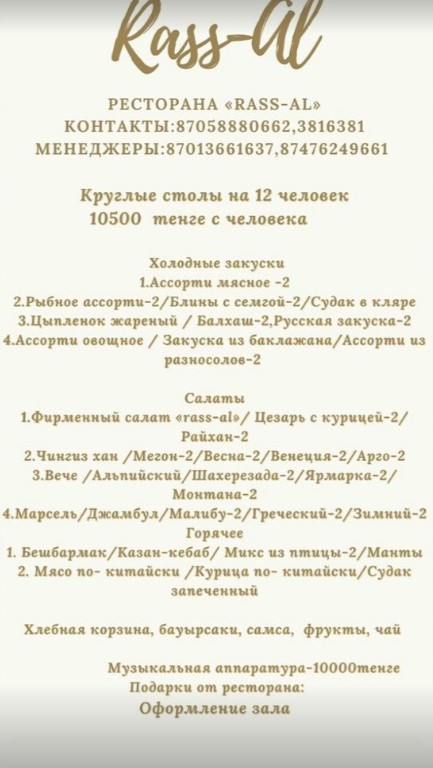 Rass-Al
РЕСТОРАНА «RASS-AL»
КОНТАКТЫ:87058880662,3816381
МЕНЕДЖЕРЫ:87013661637,87476249661
Круглые столы на 12 человек
10500 тенге с человека
Холодные закуски
1.Ассорти мясное -2
2.Рыбное ассорти-2/Блины с семгой-2/Судак в кляре
3.Цыпленок жареный / Балхаш-2,Русская закуска-2
4.Ассорти овощное / Закуска из баклажана/Ассорти из
разносолов-2
Салаты
1.Фирменный салат «rass-al»/ Цезарь с курицей-2/
Райхан-2
2.Чингиз хан /Мегон-2/Весна-2/Венеция-2/Арго-2
3.Вече /Альпийский/Шахерезада-2/Ярмарка-2/
Монтана-2
4.Марсель/Джамбул/Малибу-2/Греческий-2/Зимний-2
Горячее
1. Бешбармак/Казан-кебаб/ Микс из птицы-2/Манты
2. Мясо по- китайски /Курица по- китайски/Судак
запеченный
Хлебная корзина, бауырсаки, самса, фрукты, чай
Музыкальная аппаратура-10000тенге
Подарки от ресторана:
Оформление зала